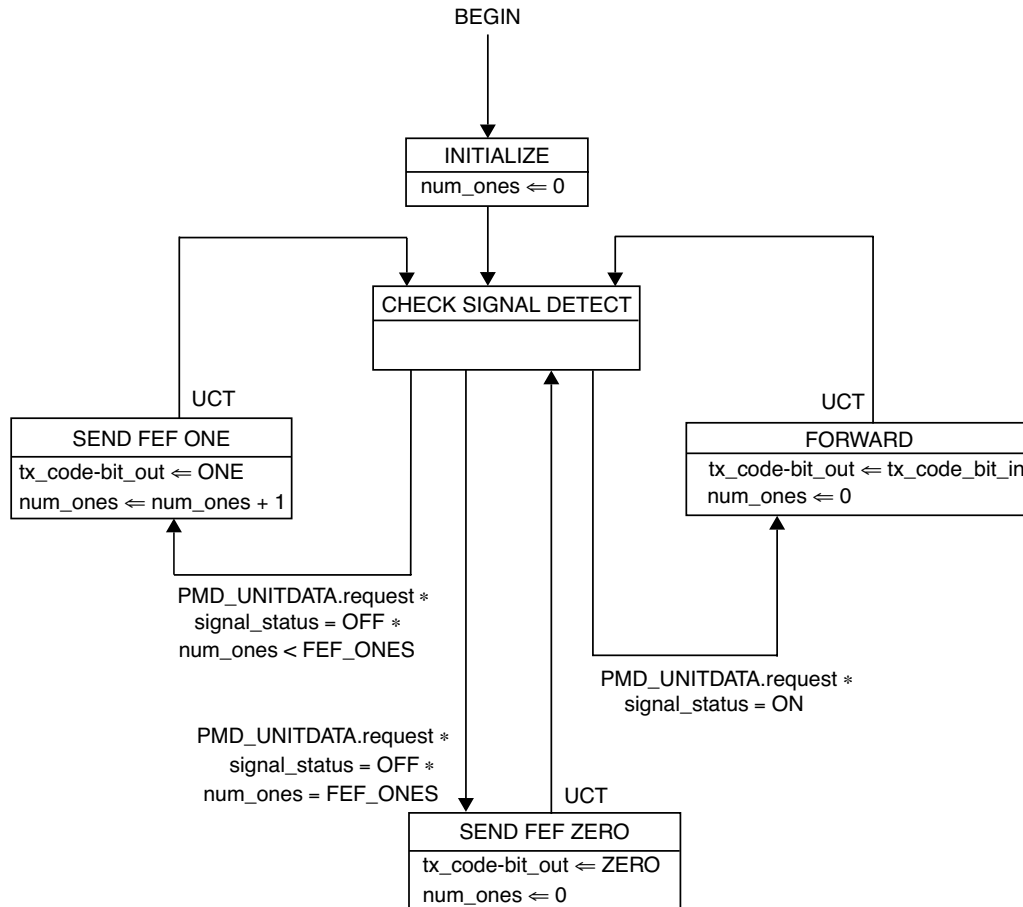 BEGIN
INITIALIZE
num_ones ⇐ 0
CHECK SIGNAL DETECT
UCT
SEND FEF ONE
tx_code-bit_out ⇐ ONE
num_ones ⇐ num_ones + 1
UCT
FORWARD
tx_code-bit_out ⇐ tx_code_bit_in
num_ones ⇐ 0
PMD_UNITDATA.request *
signal_status = OFF *
num_ones < FEF_ONES
PMD_UNITDATA.request *
signal_status = ON
PMD_UNITDATA.request *
signal_status = OFF *
num_ones = FEF_ONES
UCT
SEND FEF ZERO
tx_code-bit_out ⇐ ZERO
num_ones ⇐ 0